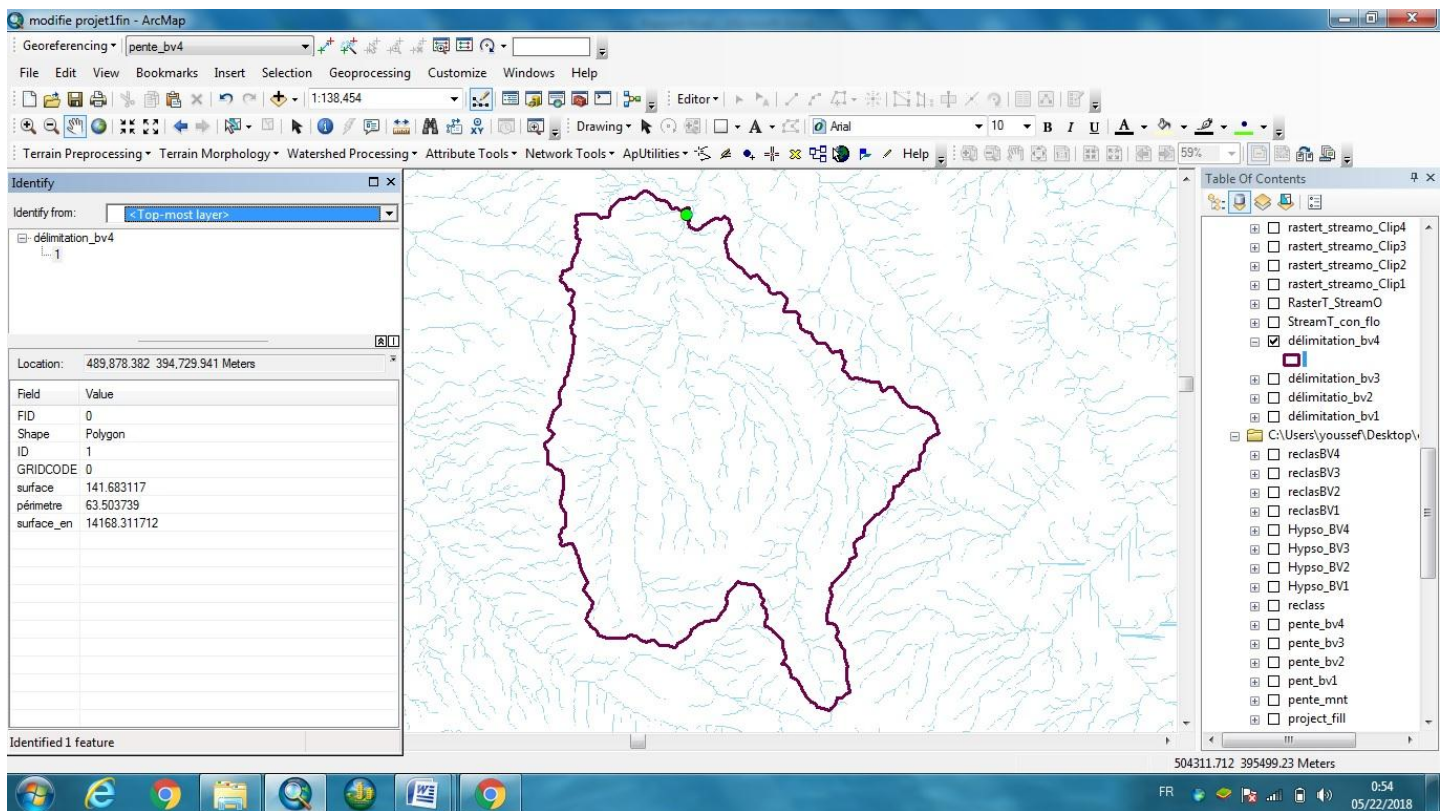 modifie projet1fin - ArcMap
Georeferencing pente_bv4
File Edit View Bookmarks Insert Selection Geoprocessing Customize Windows Help
1:138,454 Editor
Drawing A Arial 10 B I U A
Terrain Preprocessing Terrain Morphology Watershed Processing Attribute Tools Network Tools ApUtilities Help 59%
Identify
Identify from: <Top-most layer>
délimitation_bv4
1
Location: 489,878.382 394,729.941 Meters
Field Value
FID 0
Shape Polygon
ID 1
GRIDCODE 0
surface 141.683117
périmetre 63.503739
surface_en 14168.311712
Identified 1 feature
Table Of Contents
rastert_streamo_Clip4
rastert_streamo_Clip3
rastert_streamo_Clip2
rastert_streamo_Clip1
RasterT_StreamO
StreamT_con_flo
délimitation_bv4
délimitation_bv3
délimitatio_bv2
délimitation_bv1
C:\Users\youssef\Desktop\
reclasBV4
reclasBV3
reclasBV2
reclasBV1
Hypso_BV4
Hypso_BV3
Hypso_BV2
Hypso_BV1
reclass
pente_bv4
pente_bv3
pente_bv2
pent_bv1
pente_mnt
project_fill
504311.712 395499.23 Meters
FR 0:54
05/22/2018